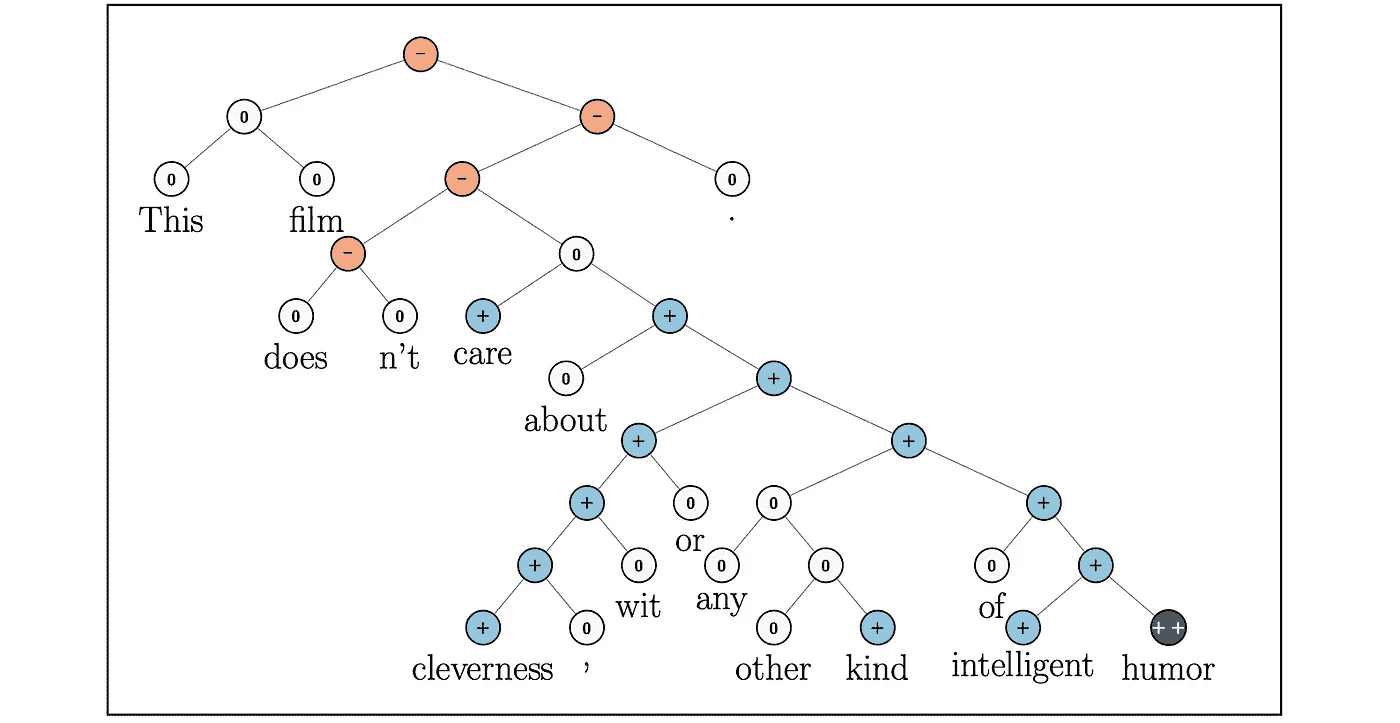 −
0 −
0 0 − 0
This film .
− 0
0 0 + +
does n't care
0 +
about
+ +
+ 0 0 +
or
+ 0 0 0 0 +
wit any of
+ 0 0 + + + +
cleverness , other kind intelligent humor